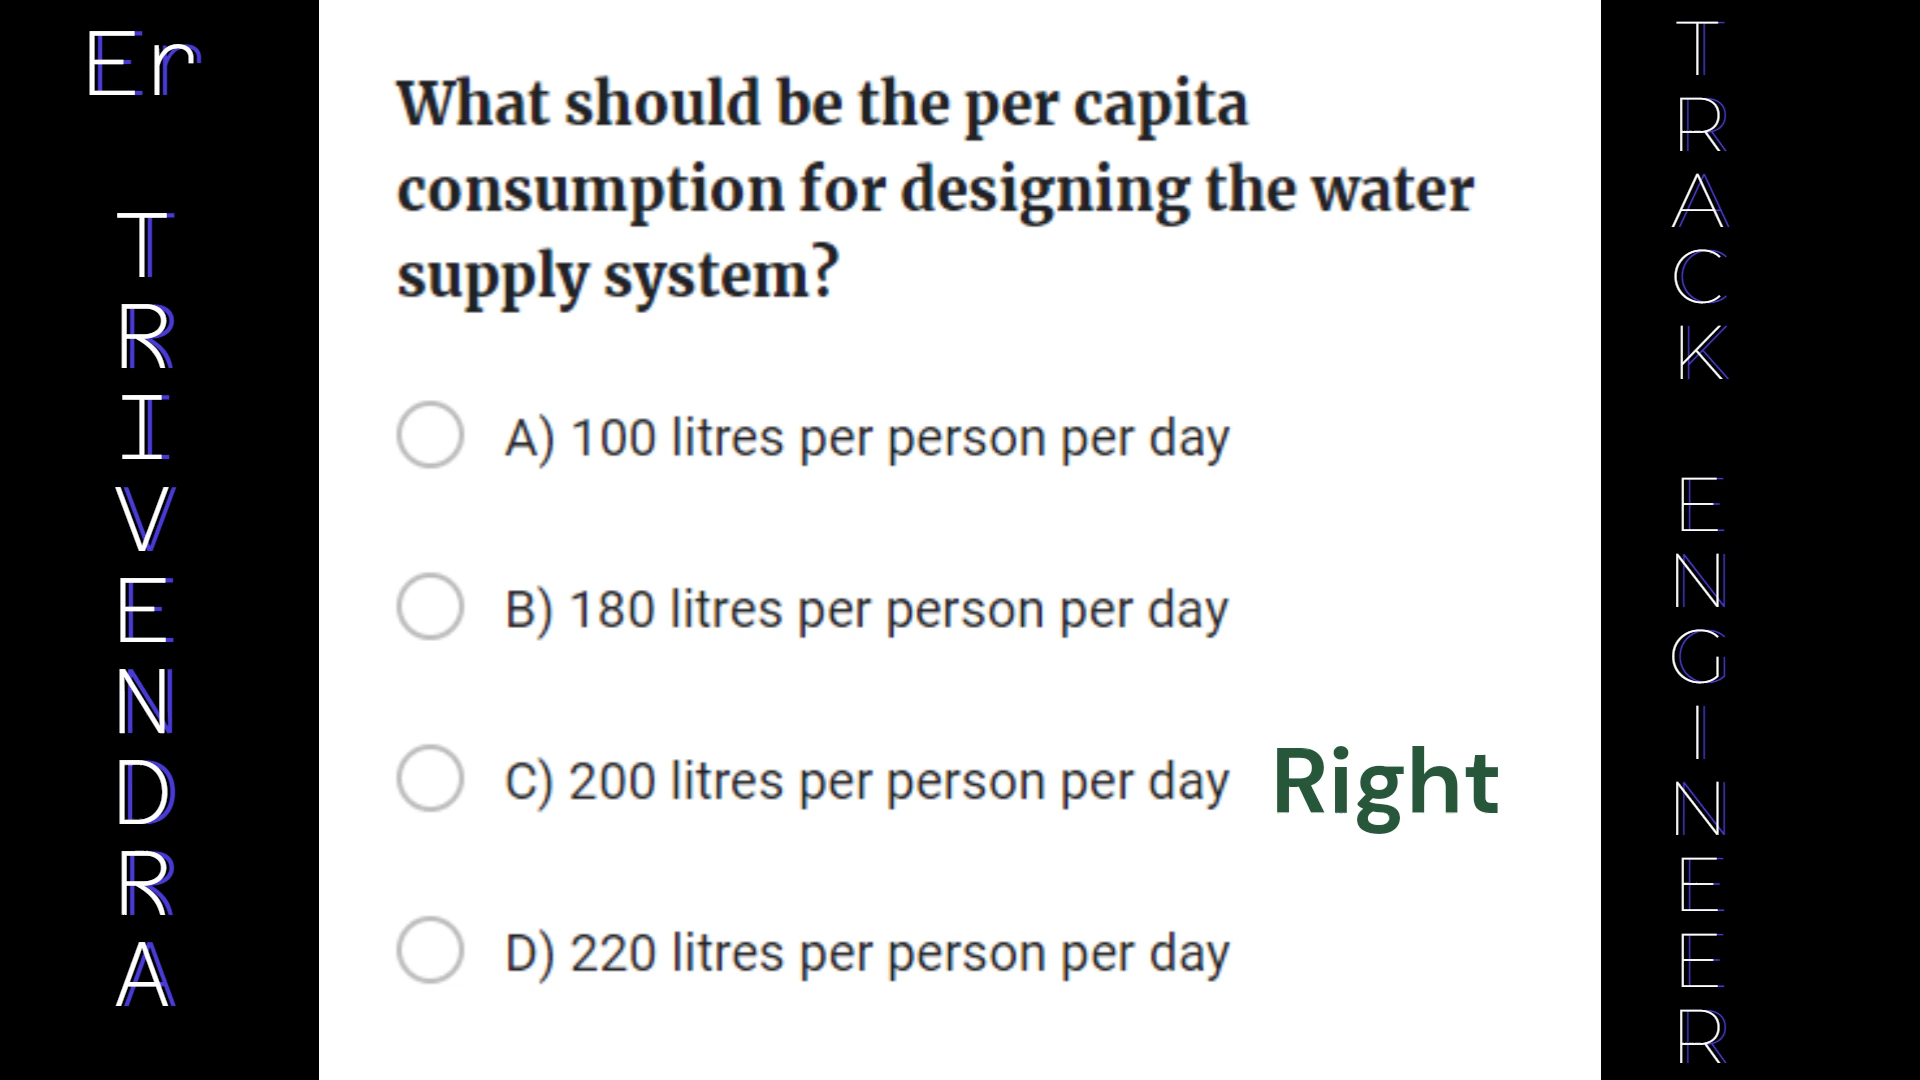 Er
TRIVENDRA
What should be the per capita
consumption for designing the water
supply system?
A) 100 litres per person per day
B) 180 litres per person per day
C) 200 litres per person per day Right
D) 220 litres per person per day
TRACK ENGINEER